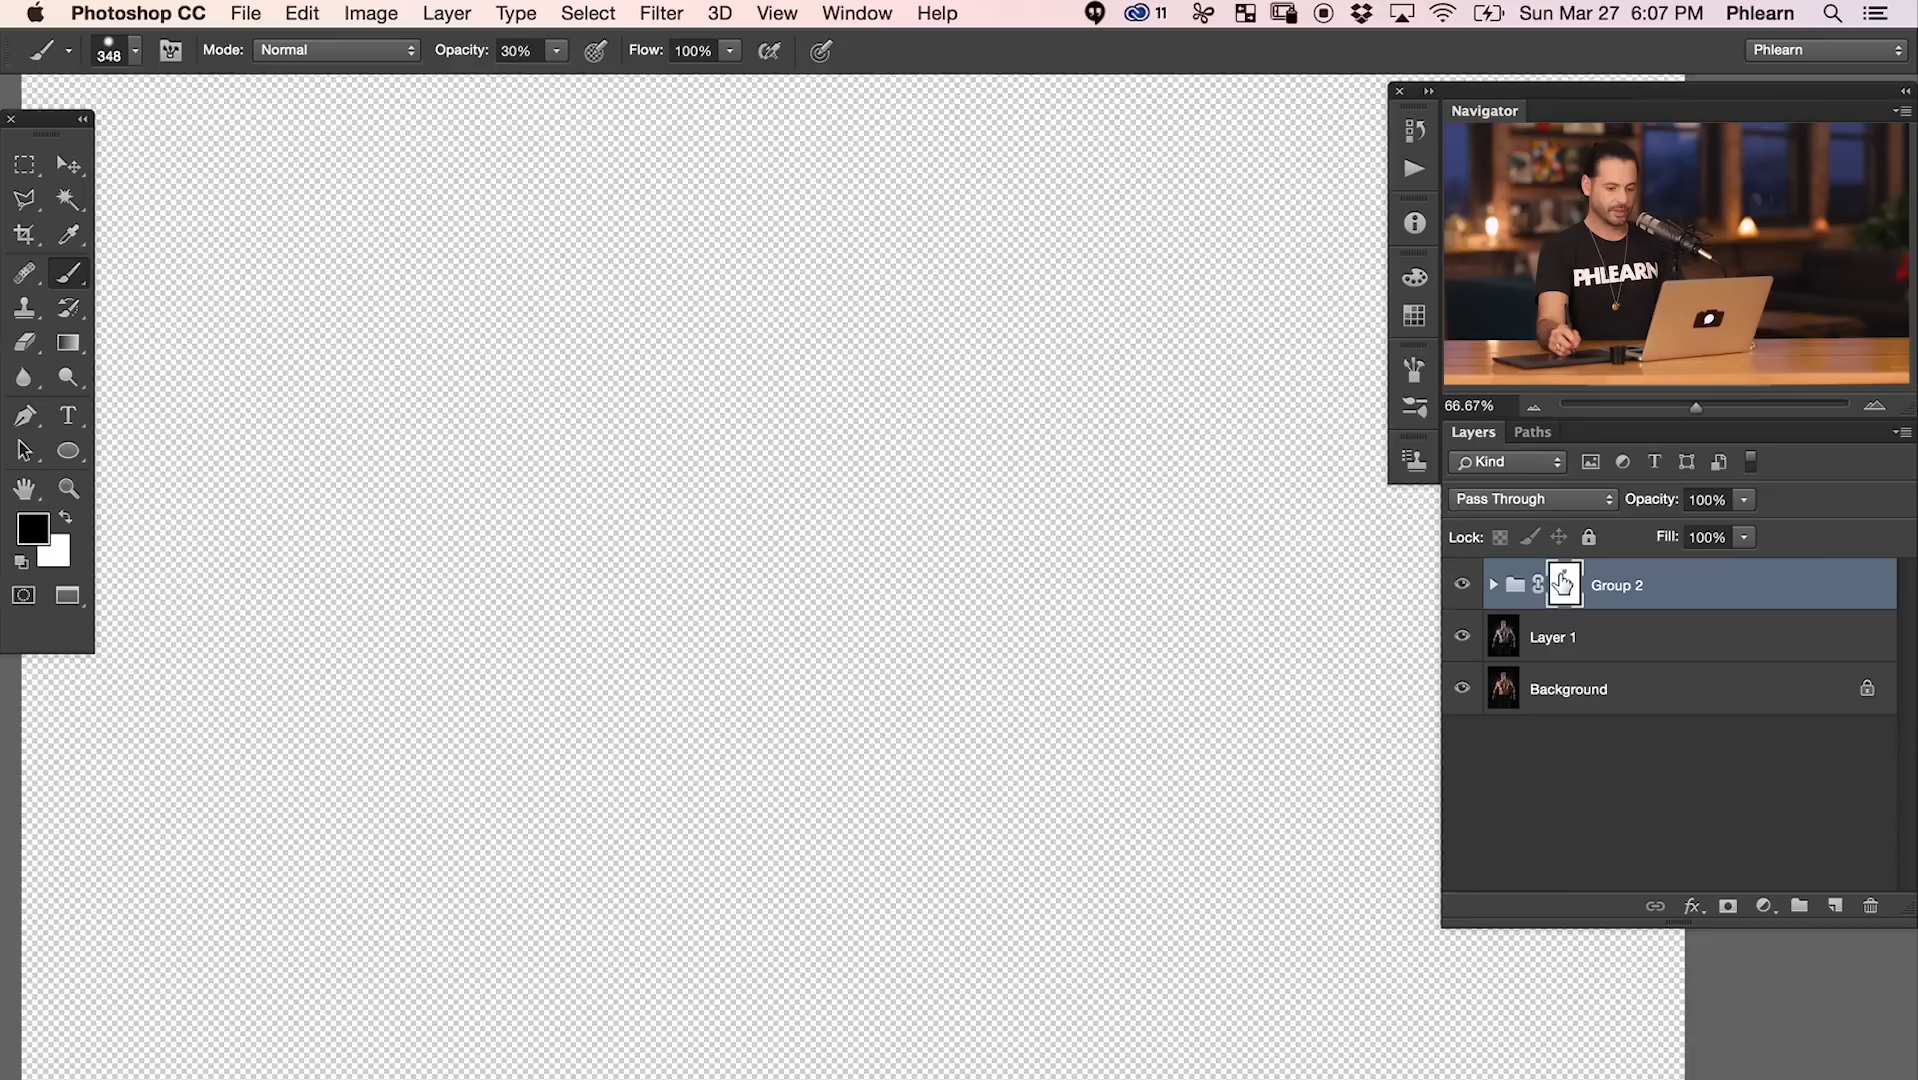 Photoshop CC File Edit Image Layer Type Select Filter 3D View Window Help 11 Sun Mar 27 6:07 PM Phlearn
348 Mode: Normal Opacity: 30% Flow: 100% Phlearn
Navigator
PHLEARN
66.67%
Layers Paths
Kind
Pass Through Opacity: 100%
Lock: Fill: 100%
Group 2
Layer 1
Background
fx